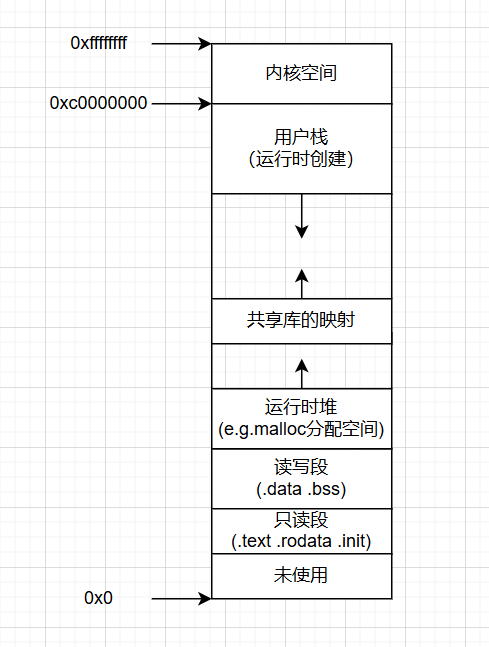 0xffffffff
内核空间
0xc0000000
用户栈
（运行时创建）
共享库的映射
运行时堆
(e.g.malloc分配空间)
读写段
(.data .bss)
只读段
(.text .rodata .init)
未使用
0x0